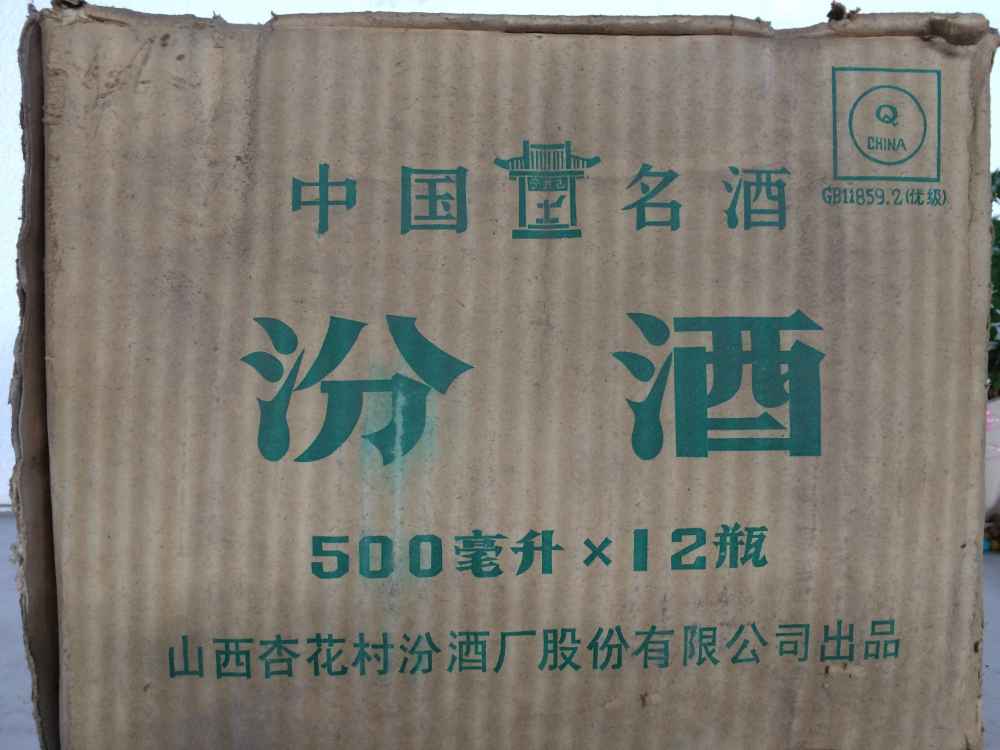 Q
CHINA
GB11859.2(优级)
中国名酒
汾酒
500毫升×12瓶
山西杏花村汾酒厂股份有限公司出品